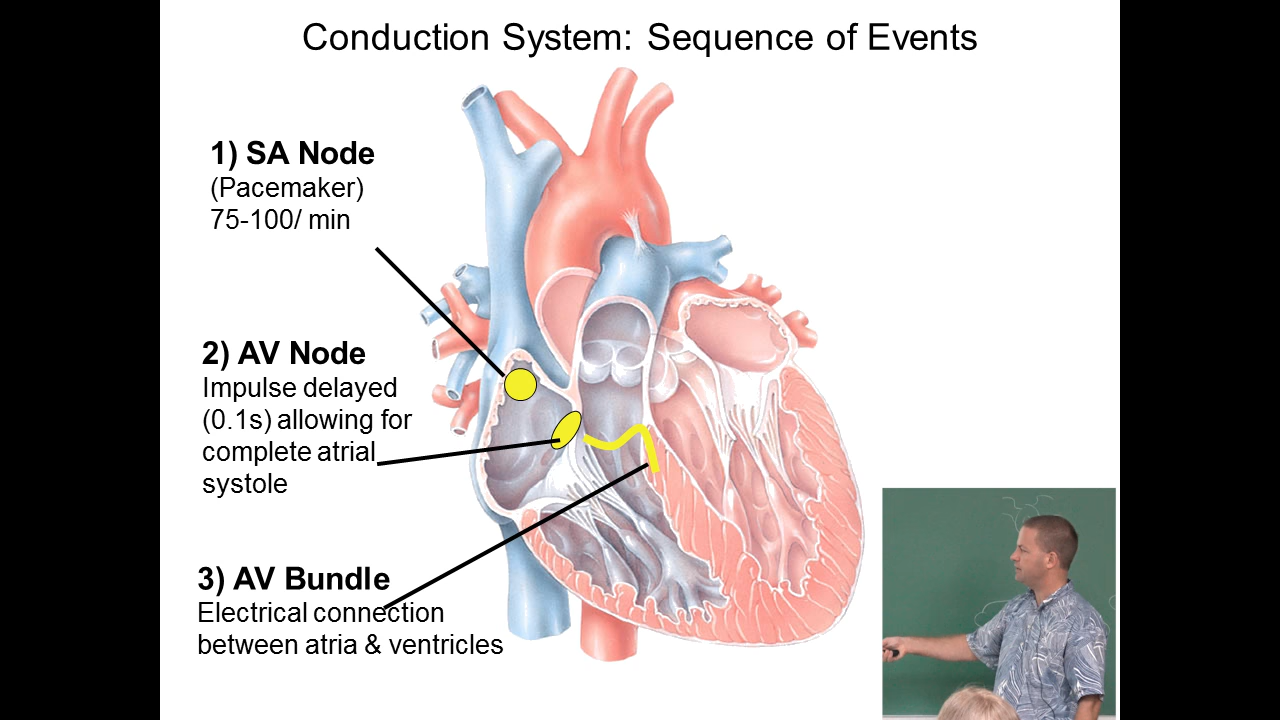 Conduction System: Sequence of Events
1) SA Node
(Pacemaker)
75-100/ min
2) AV Node
Impulse delayed
(0.1s) allowing for
complete atrial
systole
3) AV Bundle
Electrical connection
between atria & ventricles